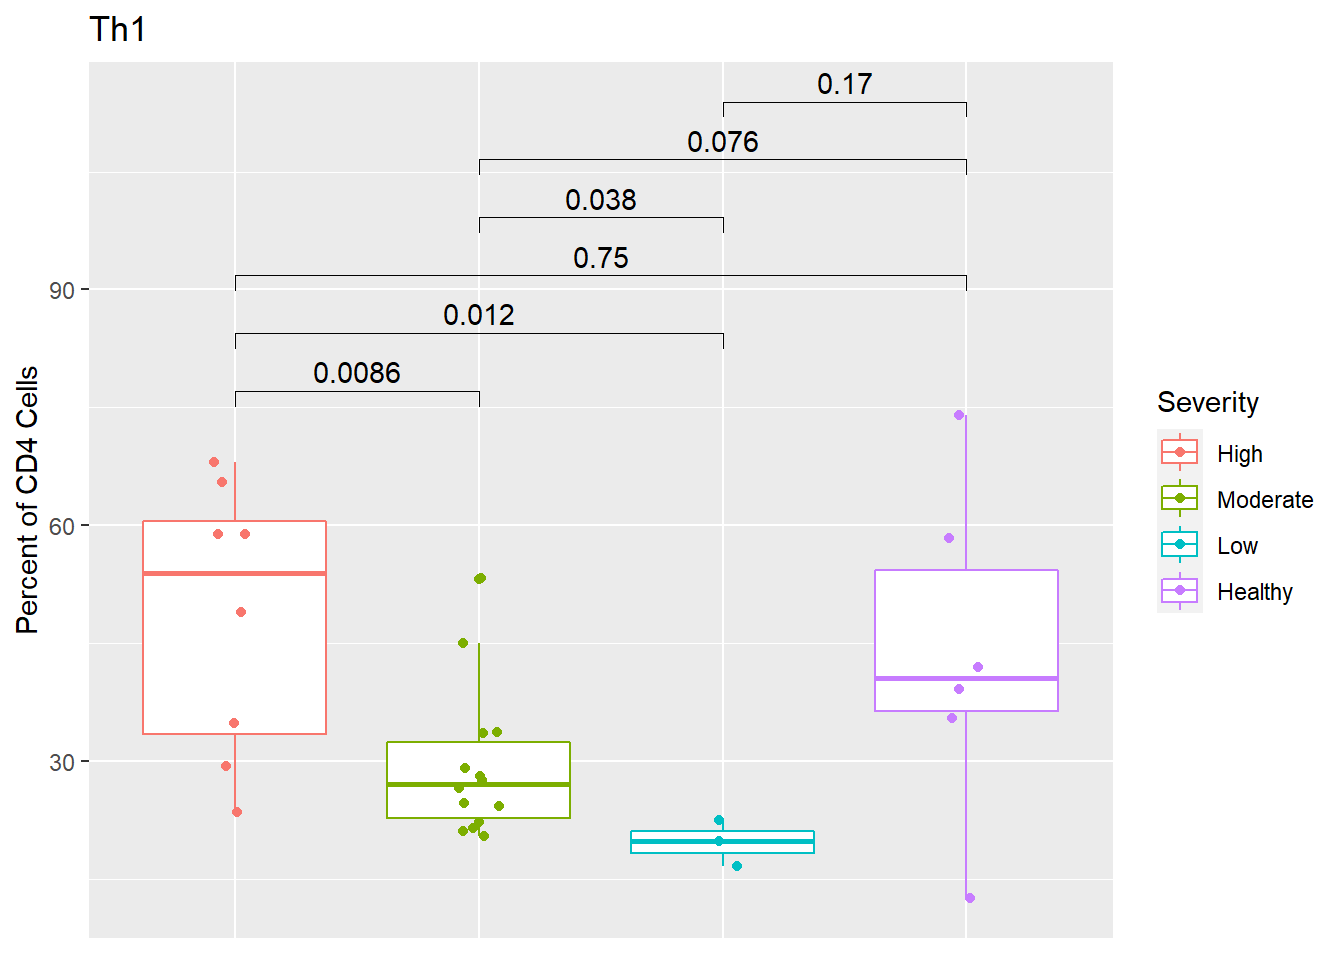 Th1
0.17
0.076
0.038
0.75
0.012
0.0086
90
60
30
Percent of CD4 Cells
Severity
High
Moderate
Low
Healthy